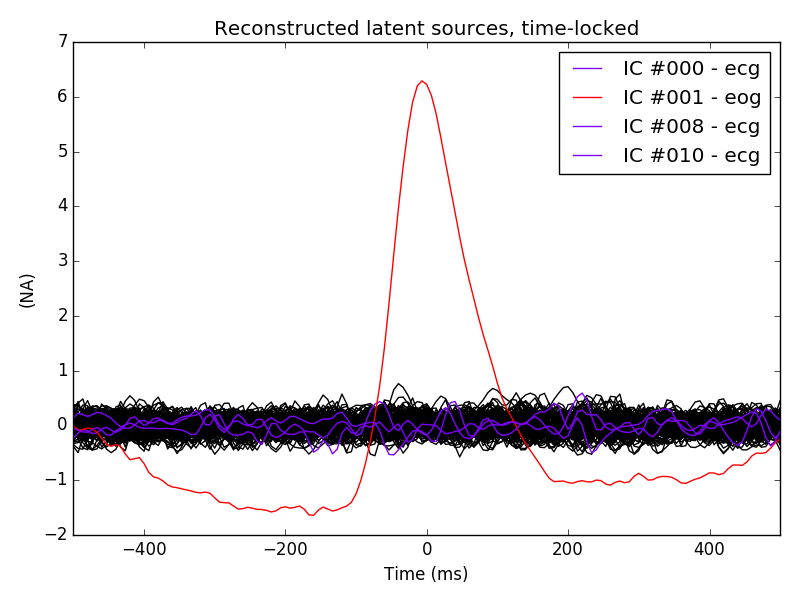 Reconstructed latent sources, time-locked
7
6
5
4
3
2
1
0
−1
−2
(NA)
IC #000 - ecg
IC #001 - eog
IC #008 - ecg
IC #010 - ecg
−400 −200 0 200 400
Time (ms)